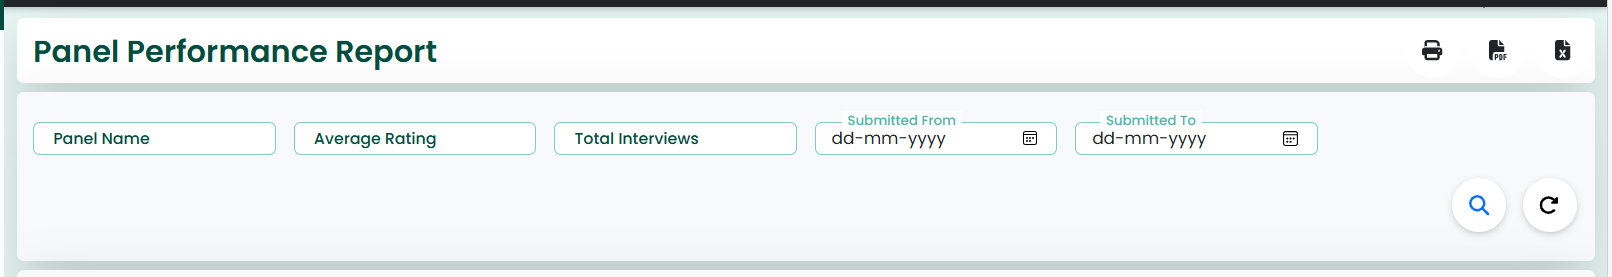 Panel Performance Report
PDF
X
Panel Name
Average Rating
Total Interviews
Submitted From
dd-mm-yyyy
Submitted To
dd-mm-yyyy